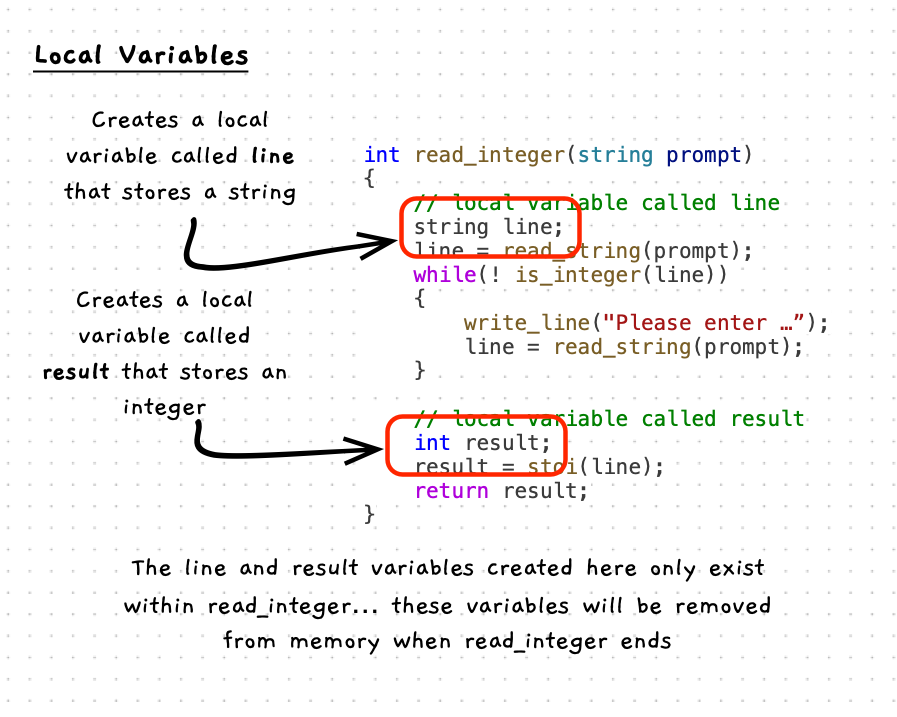 Local Variables
Creates a local
variable called line
that stores a string
Creates a local
variable called
result that stores an
integer
int read_integer(string prompt)
{
// local variable called line
string line;
line = read_string(prompt);
while(! is_integer(line))
{
write_line("Please enter …”);
line = read_string(prompt);
}
// local variable called result
int result;
result = stoi(line);
return result;
}
The line and result variables created here only exist
within read_integer... these variables will be removed
from memory when read_integer ends